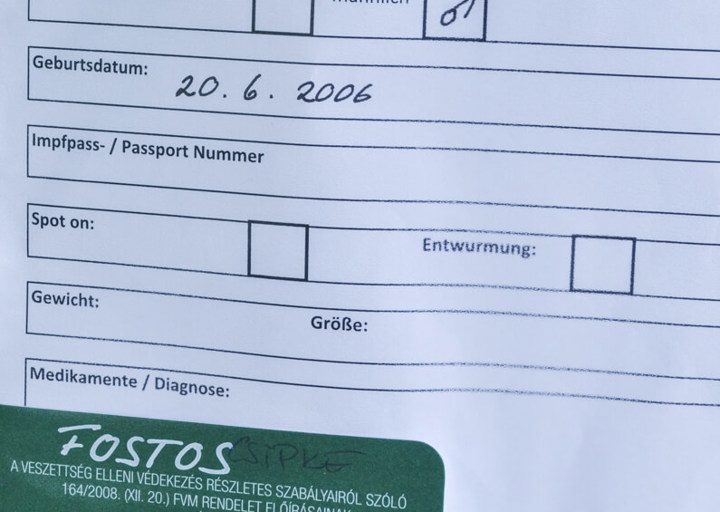 Geburtsdatum: 20. 6. 2006
Impfpass- / Passport Nummer
Spot on: Entwurmung:
Gewicht: Größe:
Medikamente / Diagnose:
FOSTOS CSIPKE
A VESZETTSÉG ELLENI VÉDEKEZÉS RÉSZLETES SZABÁLYAIRÓL SZÓLÓ
164/2008. (XII. 20.) FVM RENDELET